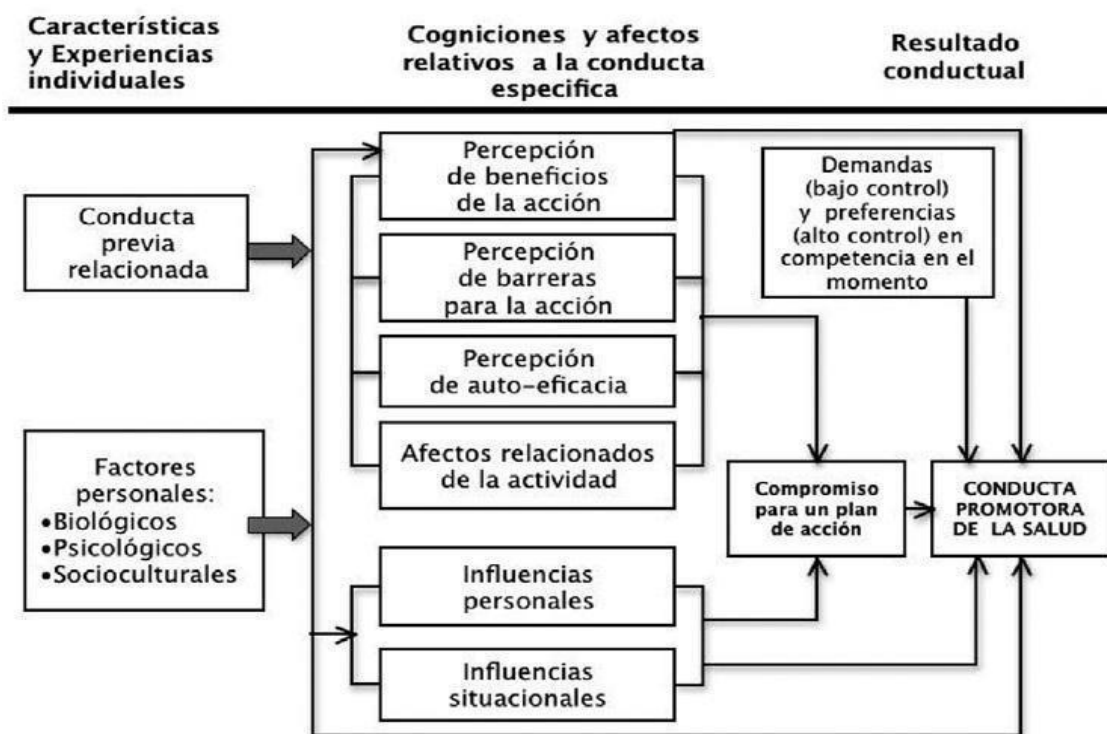 Características
y Experiencias
individuales
Cogniciones y afectos
relativos a la conducta
especifica
Resultado
conductual
Conducta
previa
relacionada
Factores
personales:
•Biológicos
•Psicológicos
•Socioculturales
Percepción
de beneficios
de la acción
Percepción
de barreras
para la acción
Percepción
de auto-eficacia
Afectos relacionados
de la actividad
Influencias
personales
Influencias
situacionales
Demandas
(bajo control)
y preferencias
(alto control) en
competencia en el
momento
Compromiso
para un plan
de acción
CONDUCTA
PROMOTORA
DE LA SALUD